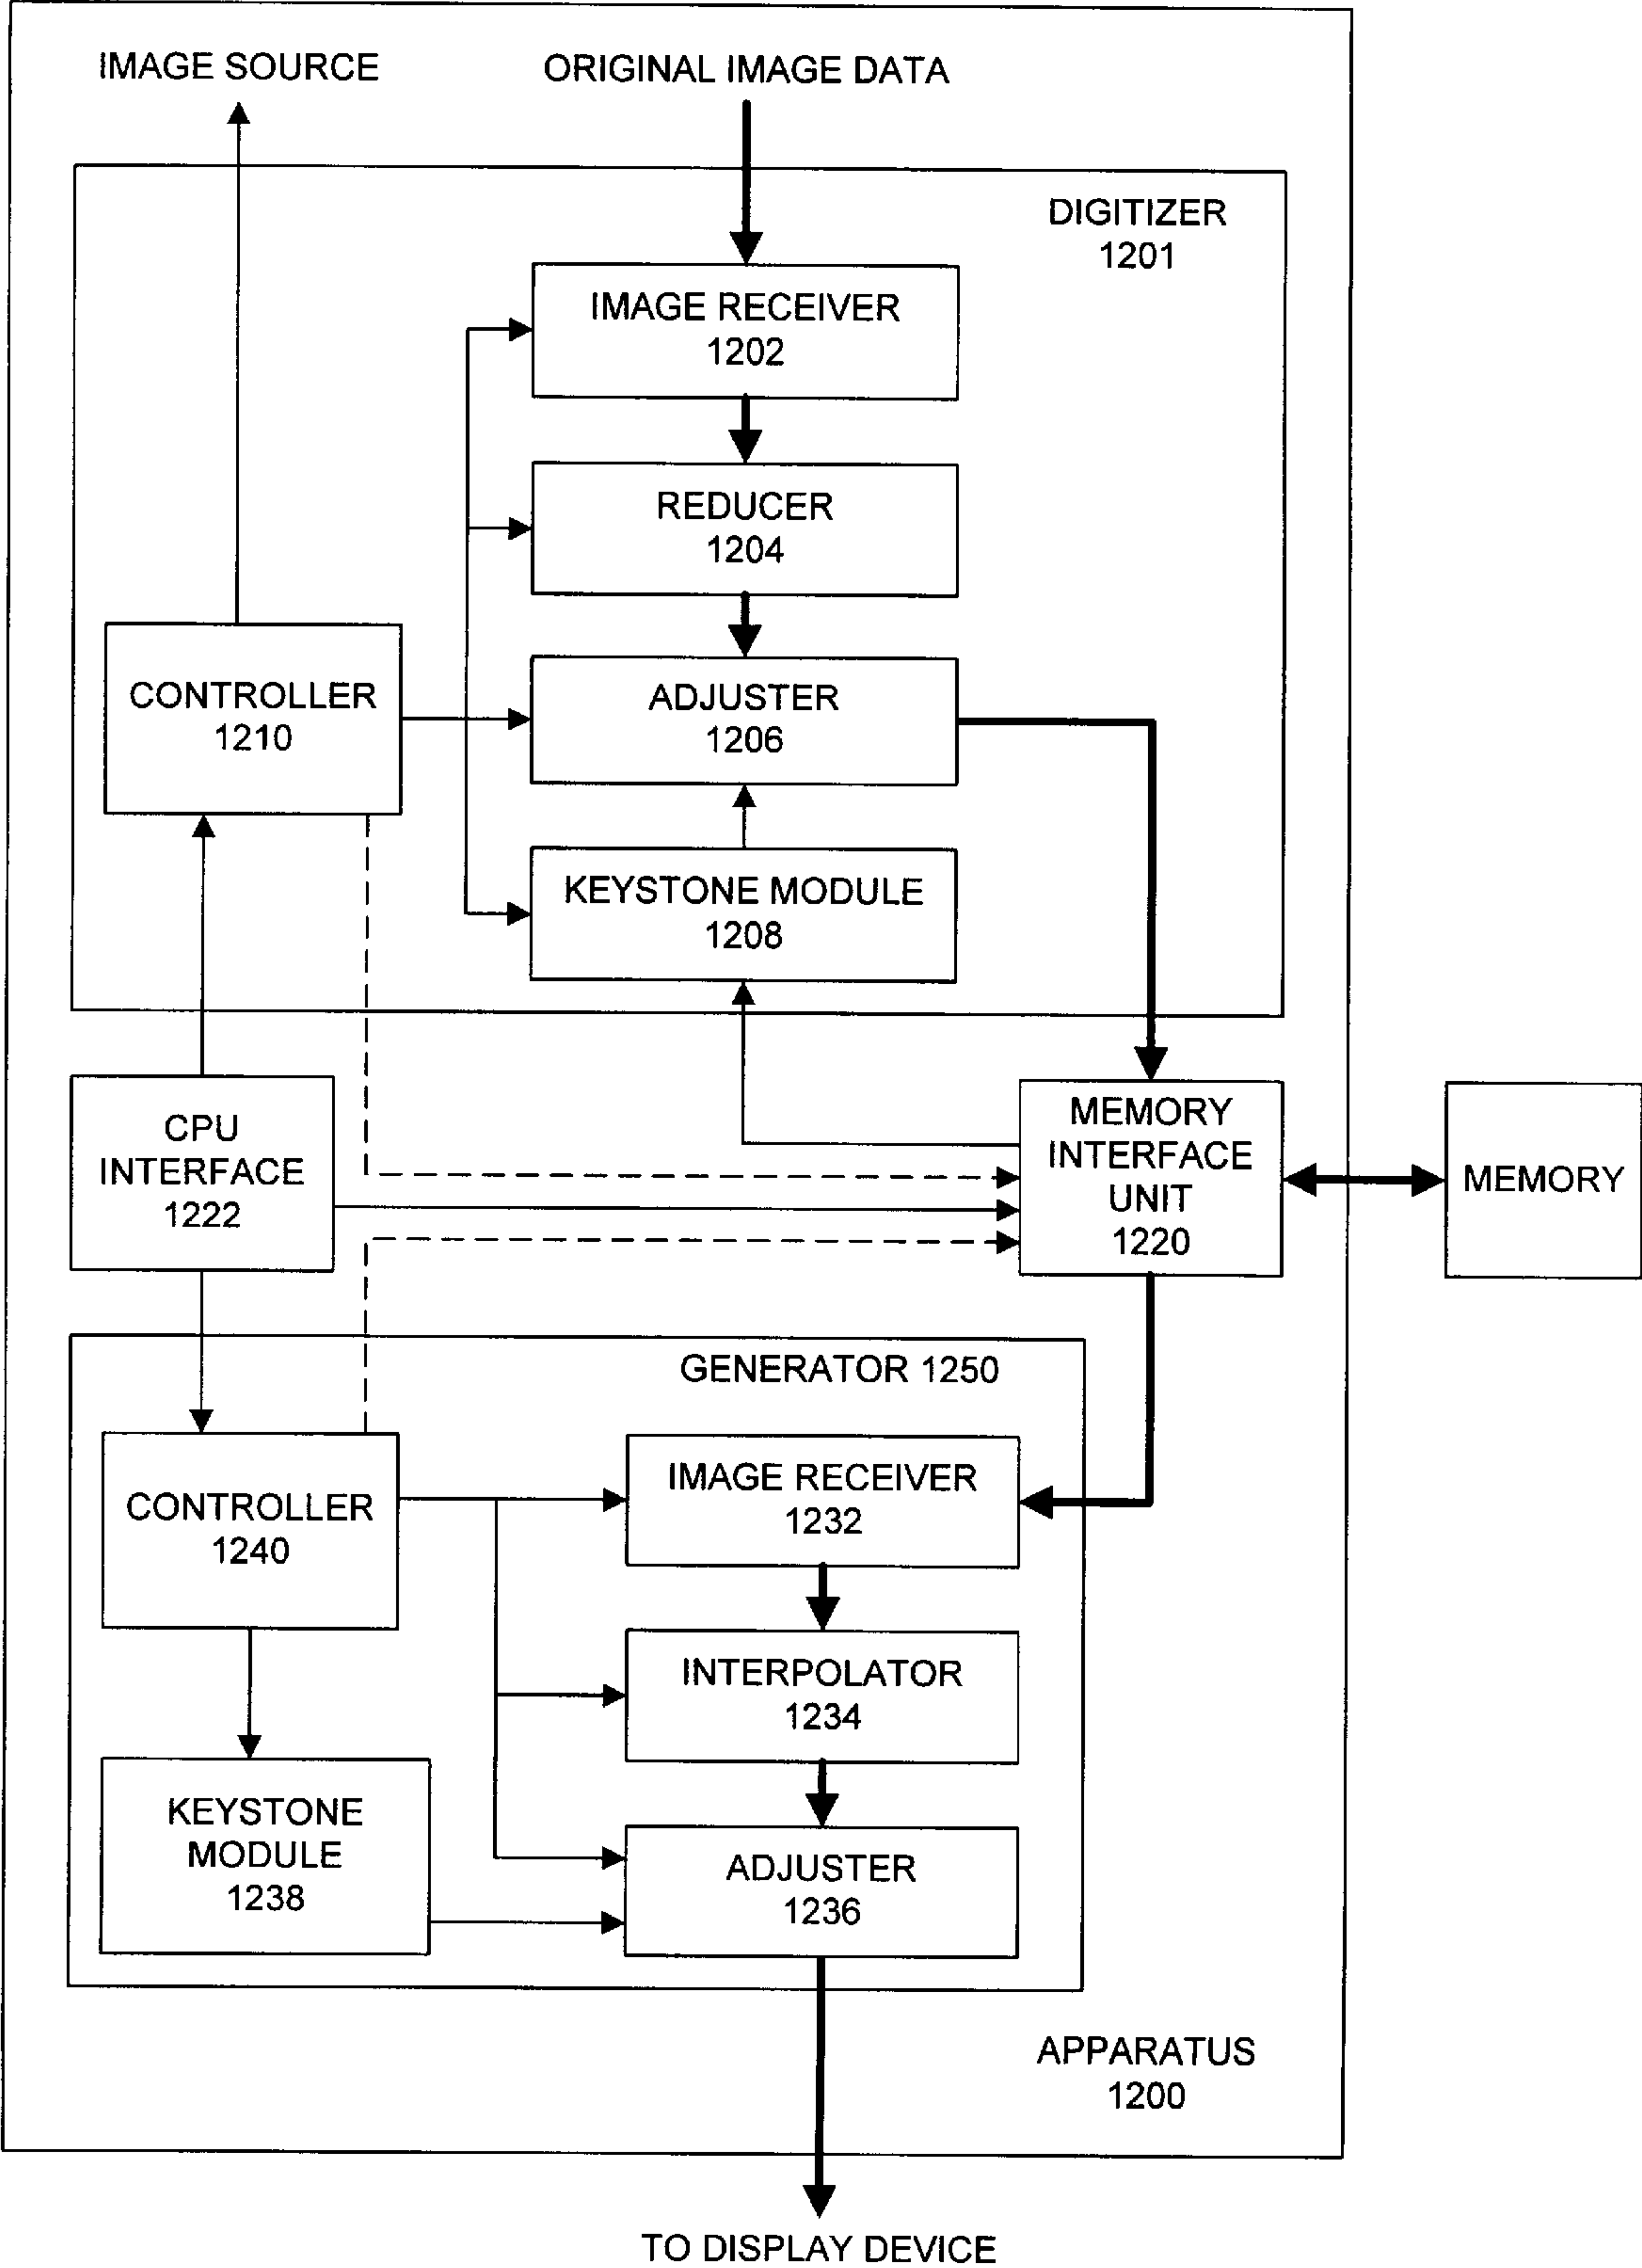 IMAGE SOURCE
ORIGINAL IMAGE DATA
DIGITIZER
1201
IMAGE RECEIVER
1202
REDUCER
1204
CONTROLLER
1210
ADJUSTER
1206
KEYSTONE MODULE
1208
CPU
INTERFACE
1222
MEMORY
INTERFACE
UNIT
1220
MEMORY
GENERATOR 1250
CONTROLLER
1240
IMAGE RECEIVER
1232
INTERPOLATOR
1234
KEYSTONE
MODULE
1238
ADJUSTER
1236
APPARATUS
1200
TO DISPLAY DEVICE